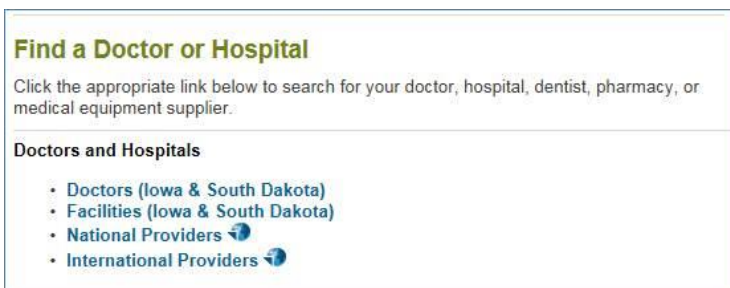 Find a Doctor or Hospital
Click the appropriate link below to search for your doctor, hospital, dentist, pharmacy, or
medical equipment supplier.
Doctors and Hospitals
• Doctors (Iowa & South Dakota)
• Facilities (Iowa & South Dakota)
• National Providers
• International Providers